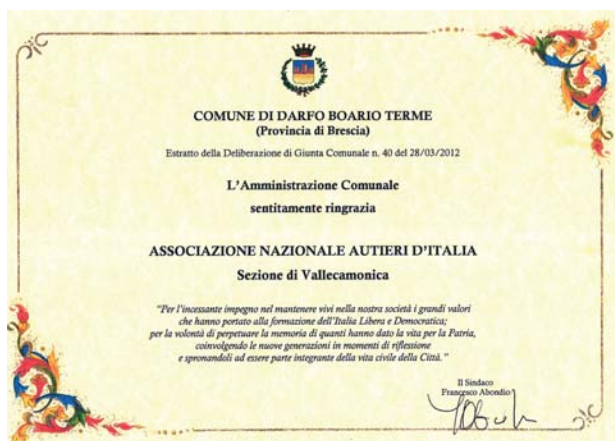 COMUNE DI DARFO BOARIO TERME
(Provincia di Brescia)
Estratto della Deliberazione di Giunta Comunale n. 40 del 28/03/2012
L'Amministrazione Comunale
sentitamente ringrazia
ASSOCIAZIONE NAZIONALE AUTIERI D'ITALIA
Sezione di Vallecamonica
"Per l'incessante impegno nel mantenere vivi nella nostra società i grandi valori
che hanno portato alla formazione dell'Italia Libera e Democratica;
per la volontà di perpetuare la memoria di quanti hanno dato la vita per la Patria,
coinvolgendo le nuove generazioni in momenti di riflessione
e spronandoli ad essere parte integrante della vita civile della Città."
Il Sindaco
Francesco Abondio